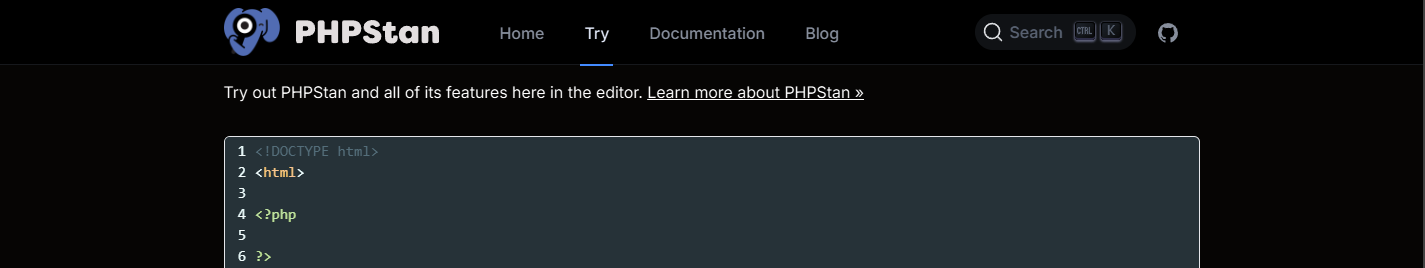 PHPStan Home Try Documentation Blog Search CTRL K
Try out PHPStan and all of its features here in the editor. Learn more about PHPStan »
1 <!DOCTYPE html>
2 <html>
3
4 <?php
5
6 ?>